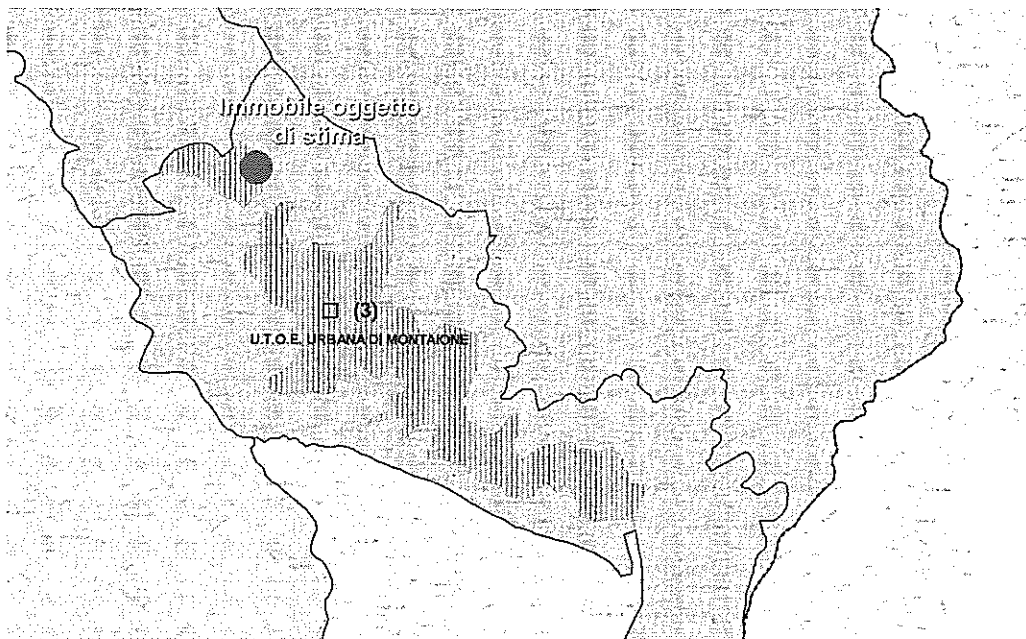 Immobile oggetto
di stima
(3)
U.T.O.E. URBANA DI MONTAIONE